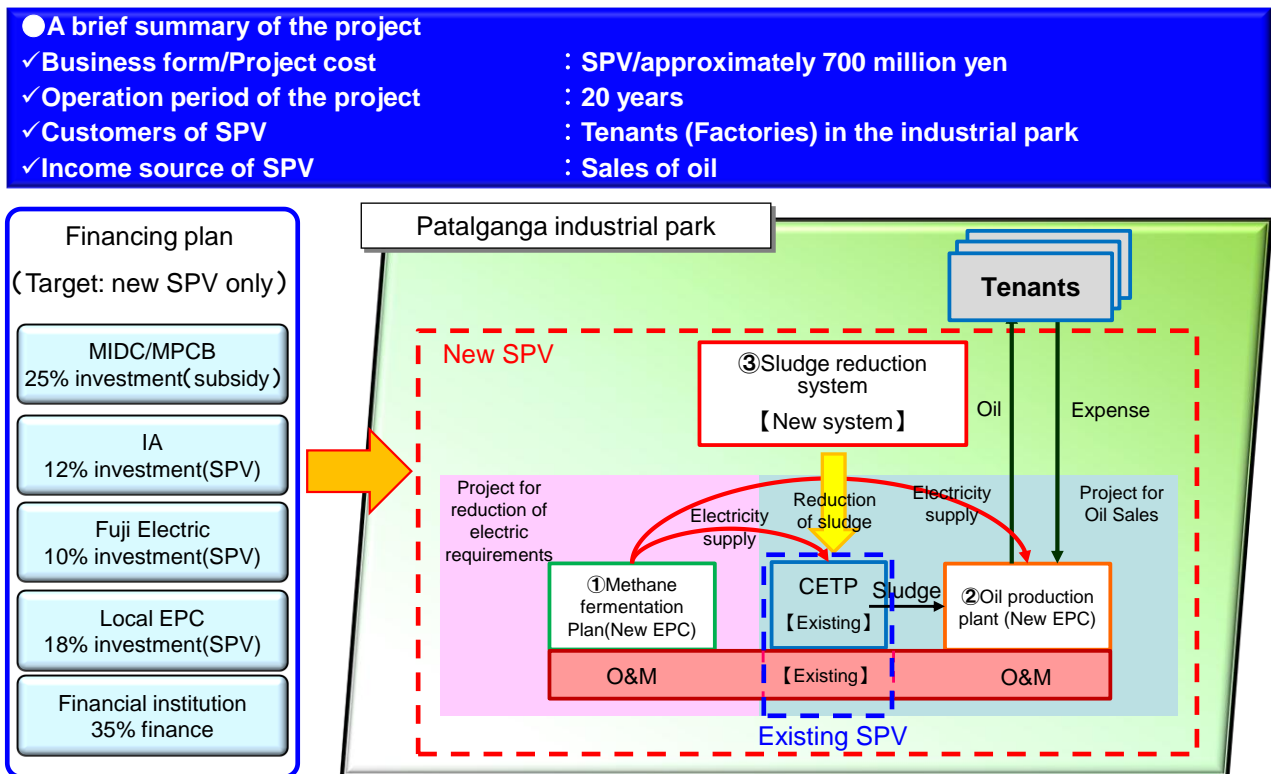 ●A brief summary of the project
✓Business form/Project cost : SPV/approximately 700 million yen
✓Operation period of the project : 20 years
✓Customers of SPV : Tenants (Factories) in the industrial park
✓Income source of SPV : Sales of oil
Financing plan
(Target: new SPV only)
MIDC/MPCB
25% investment(subsidy)
IA
12% investment(SPV)
Fuji Electric
10% investment(SPV)
Local EPC
18% investment(SPV)
Financial institution
35% finance
Patalganga industrial park
Tenants
New SPV
③Sludge reduction
system
【New system】
Oil
Expense
Project for
reduction of
electric
requirements
Electricity
supply
Reduction
of sludge
Electricity
supply
Project for
Oil Sales
①Methane
fermentation
Plan(New EPC)
CETP
【Existing】
Sludge
②Oil production
plant (New EPC)
O&M
【Existing】
O&M
Existing SPV